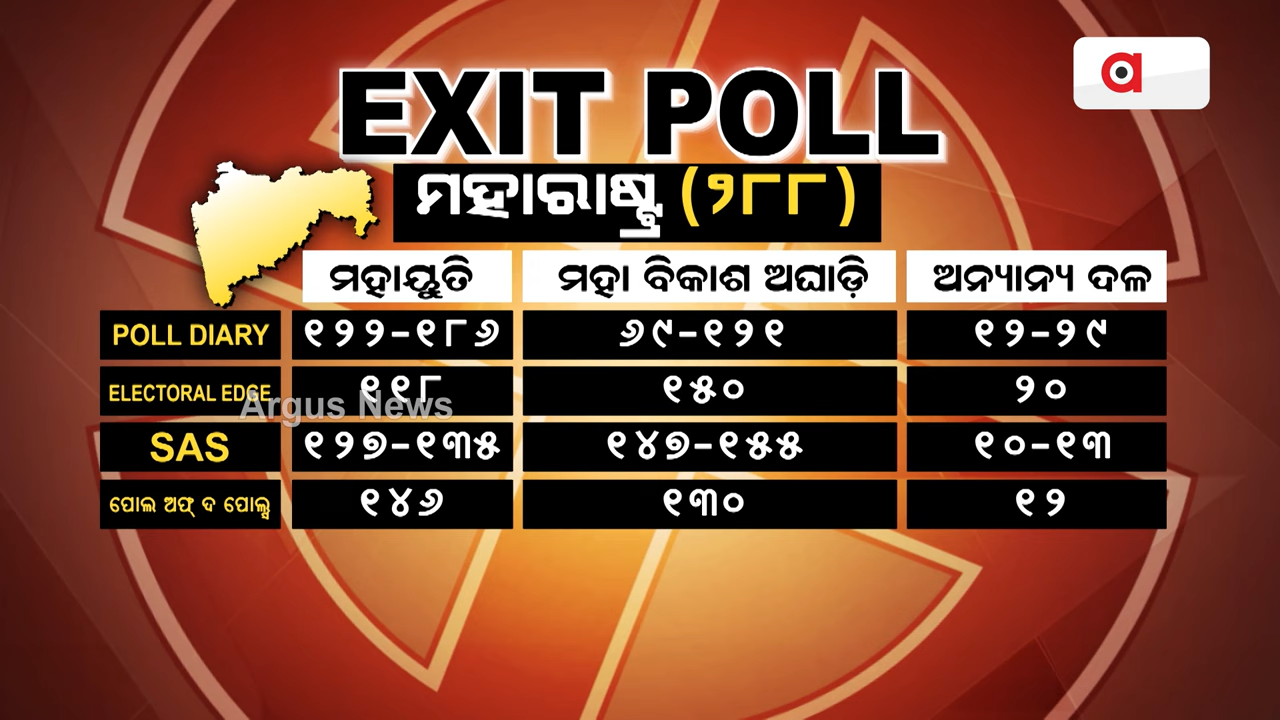 EXIT POLL
ମହାରାଷ୍ଟ୍ର (୨୮୮)
ମହାୟୁତି ମହା ବିକାଶ ଅଘାଡ଼ି ଅନ୍ୟାନ୍ୟ ଦଳ
POLL DIARY ୧୨୨-୧୮୬ ୬୯-୧୨୧ ୧୨-୨୯
ELECTORAL EDGE ୧୧୮ ୧୫୦ ୨୦
Argus News
SAS ୧୨୭-୧୩୫ ୧୪୭-୧୫୫ ୧୦-୧୩
ପୋଲ ଅଫ୍ ଦ ପୋଲ୍ସ ୧୪୬ ୧୩୦ ୧୨